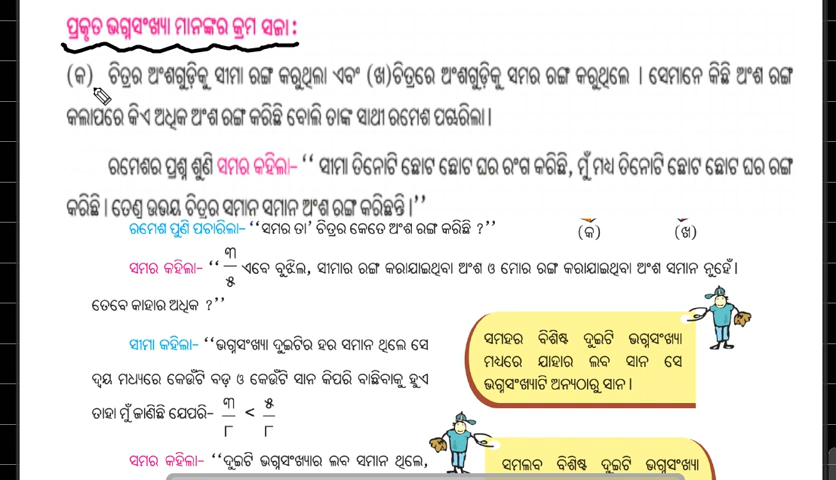 ପ୍ରକୃତ ଭଗ୍ନସଂଖ୍ୟା ମାନଙ୍କର କ୍ରମ ସଜା :
(କ) ଚିତ୍ରର ଅଂଶଗୁଡ଼ିକୁ ସୀମା ରଙ୍ଗ କରୁଥିଲା ଏବଂ (ଖ)ଚିତ୍ରରେ ଅଂଶଗୁଡ଼ିକୁ ସମର ରଙ୍ଗ କରୁଥିଲେ । ସେମାନେ କିଛି ଅଂଶ ରଙ୍ଗ
କଲାପରେ କିଏ ଅଧିକ ଅଂଶ ରଙ୍ଗ କରିଛି ବୋଲି ତାଙ୍କ ସାଥୀ ରମେଶ ପଚ୍ଚରିଲା ।
ରମେଶର ପ୍ରଶ୍ନ ଶୁଣି ସମର କହିଲା- ‘‘ ସୀମା ତିନୋଟି ଛୋଟ ଛୋଟ ଘର ରଂଗ କରିଛି, ମୁଁ ମଧ୍ୟ ତିନୋଟି ଛୋଟ ଛୋଟ ଘର ରଙ୍ଗ
କରିଛି । ତେଣୁ ଉଭୟ ଚିତ୍ରର ସମାନ ସମାନ ଅଂଶ ରଙ୍ଗ କରିଛନ୍ତି ।’’
ରମେଶ ପୁଣି ପଚାରିଲା- ‘‘ସମର ତା’ ଚିତ୍ରର କେତେ ଅଂଶ ରଙ୍ଗ କରିଛି ?’’
(କ) (ଖ)
ସମର କହିଲା- ‘‘ ୩/୫ ଏବେ ବୁଝିଲ, ସୀମାର ରଙ୍ଗ କରାଯାଇଥିବା ଅଂଶ ଓ ମୋର ରଙ୍ଗ କରାଯାଇଥିବା ଅଂଶ ସମାନ ନୁହେଁ ।
ତେବେ କାହାର ଅଧିକ ?’’
ସୀମା କହିଲା- ‘‘ଭଗ୍ନସଂଖ୍ୟା ଦୁଇଟିର ହର ସମାନ ଥିଲେ ସେ
ଦ୍ୱୟ ମଧ୍ୟରେ କେଉଁଟି ବଡ଼ ଓ କେଉଁଟି ସାନ କିପରି ବାଛିବାକୁ ହୁଏ
ତାହା ମୁଁ ଜାଣିଛି ଯେପରି- ୩/୮ < ୫/୮
ସମର କହିଲା- ‘‘ଦୁଇଟି ଭଗ୍ନସଂଖ୍ୟାର ଲବ ସମାନ ଥିଲେ,
ସମହର ବିଶିଷ୍ଟ ଦୁଇଟି ଭଗ୍ନସଂଖ୍ୟା
ମଧ୍ୟରେ ଯାହାର ଲବ ସାନ ସେ
ଭଗ୍ନସଂଖ୍ୟାଟି ଅନ୍ୟଠାରୁ ସାନ ।
ସମଲବ ବିଶିଷ୍ଟ ଦୁଇଟି ଭଗ୍ନସଂଖ୍ୟା